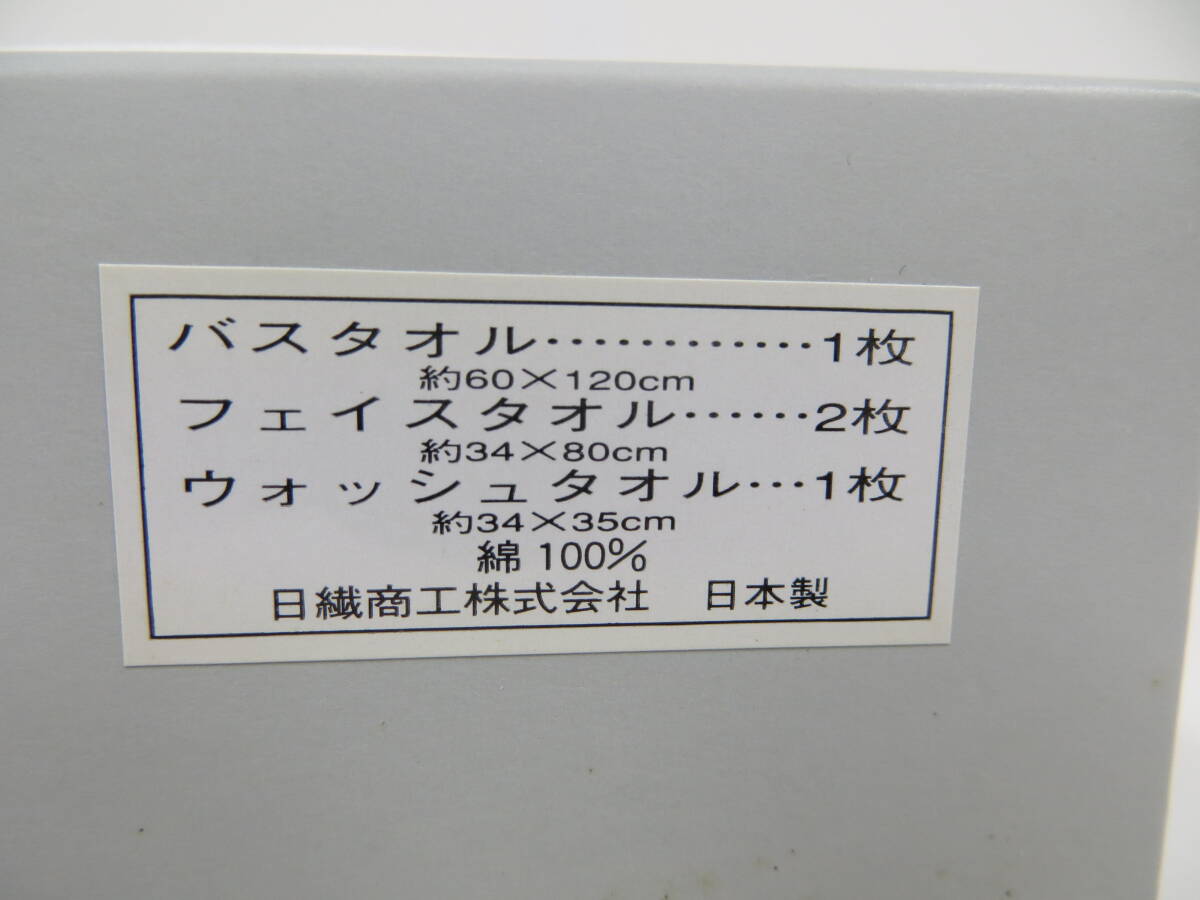 バスタオル…………1枚
約60×120cm
フェイスタオル……2枚
約34×80cm
ウォッシュタオル…1枚
約34×35cm
綿 100%
日繊商工株式会社　日本製